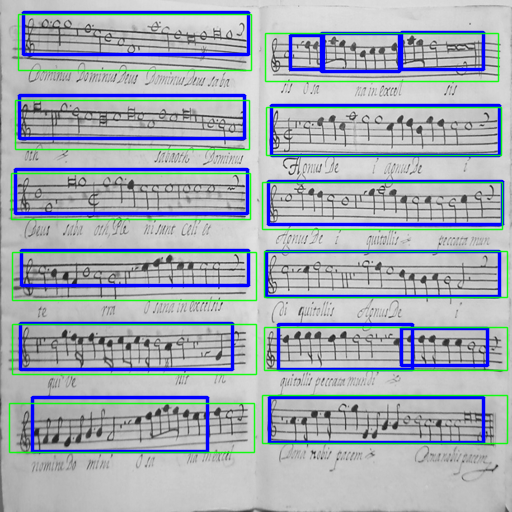 Dominus Dominus Deus Dominus Deus saba
oth sabaoth Dominus
Deus saba oth Ple ni sunt celi et
te rra O sana in excelsis
qui ve nit in
nomine Do mini O sa na in excel
sis O sa na in excel sis
Agnus De i agnus De i
Agnus De i qui tollis peccata mun
Di qui tollis Agnus De i
qui tollis peccata mundi
Dona nobis pacem Dona nobis pacem